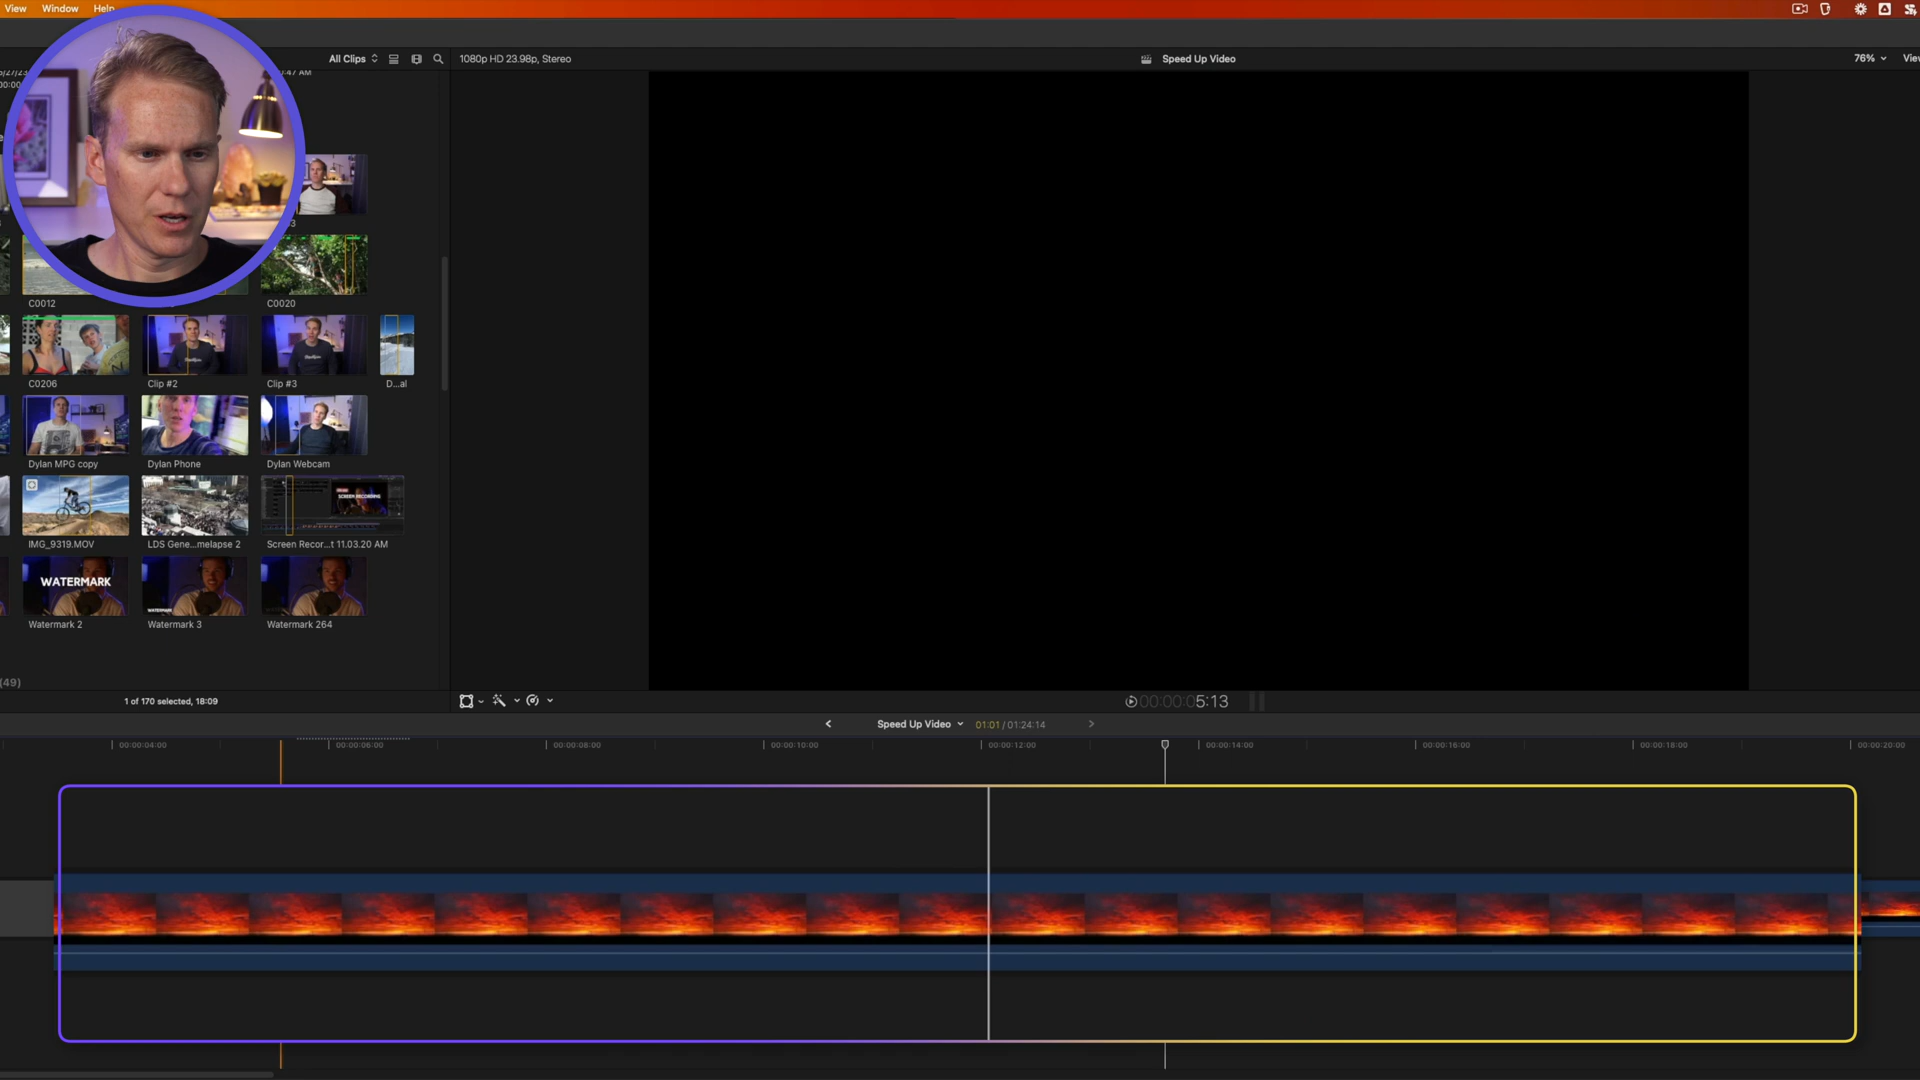 View Window Help
All Clips
1080p HD 23.98p, Stereo
Speed Up Video
76%
:47 AM
C0012
C0020
C0206
Clip #2
Clip #3
D...al
Dylan MPG copy
Dylan Phone
Dylan Webcam
SCREEN RECORDING
IMG_9319.MOV
LDS Gene...melapse 2
Screen Recor...t 11.03.20 AM
WATERMARK
WATERMARK
Watermark 2
Watermark 3
Watermark 264
(49)
1 of 170 selected, 18:09
00:00:05:13
Speed Up Video
01:01 / 01:24:14
00:00:04:00
00:00:06:00
00:00:08:00
00:00:10:00
00:00:12:00
00:00:14:00
00:00:16:00
00:00:18:00
00:00:20:00